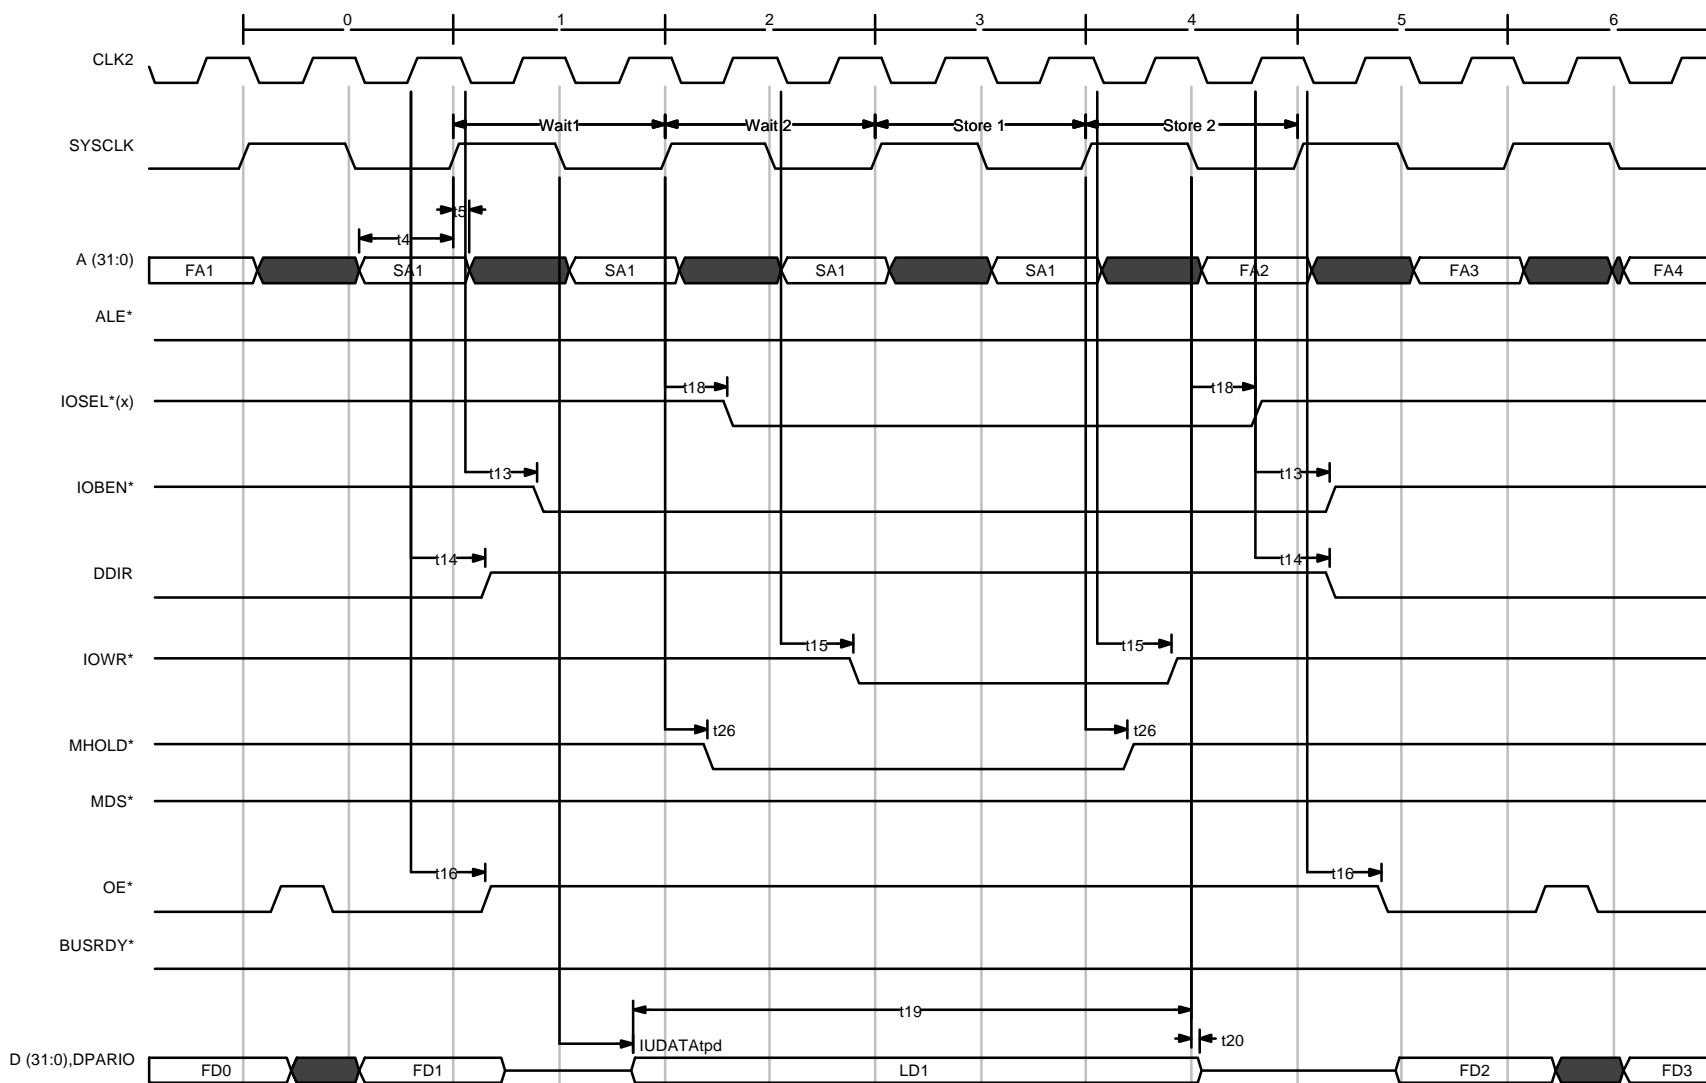 0 1 2 3 4 5 6
CLK2
Wait1 Wait 2 Store 1 Store 2
SYSCLK
t5
t4
A (31:0) FA1 SA1 SA1 SA1 SA1 FA2 FA3 FA4
ALE*
t18 t18
IOSEL*(x)
t13 t13
IOBEN*
t14 t14
DDIR
t15 t15
IOWR*
t26 t26
MHOLD*
MDS*
t16 t16
OE*
BUSRDY*
t19
IUDATAtpd t20
D (31:0),DPARIO FD0 FD1 LD1 FD2 FD3